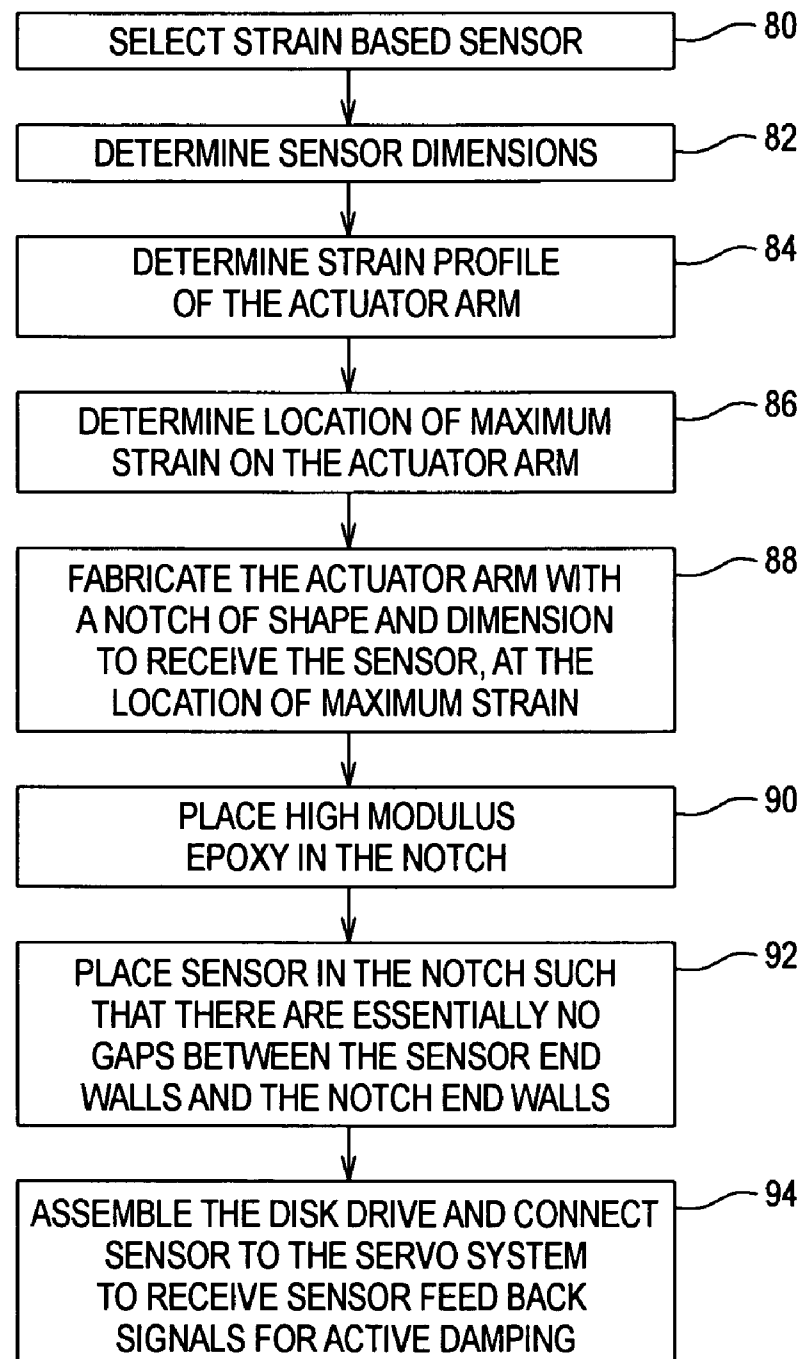 SELECT STRAIN BASED SENSOR
80
DETERMINE SENSOR DIMENSIONS
82
DETERMINE STRAIN PROFILE
OF THE ACTUATOR ARM
84
DETERMINE LOCATION OF MAXIMUM
STRAIN ON THE ACTUATOR ARM
86
FABRICATE THE ACTUATOR ARM WITH
A NOTCH OF SHAPE AND DIMENSION
TO RECEIVE THE SENSOR, AT THE
LOCATION OF MAXIMUM STRAIN
88
PLACE HIGH MODULUS
EPOXY IN THE NOTCH
90
PLACE SENSOR IN THE NOTCH SUCH
THAT THERE ARE ESSENTIALLY NO
GAPS BETWEEN THE SENSOR END
WALLS AND THE NOTCH END WALLS
92
ASSEMBLE THE DISK DRIVE AND CONNECT
SENSOR TO THE SERVO SYSTEM
TO RECEIVE SENSOR FEED BACK
SIGNALS FOR ACTIVE DAMPING
94